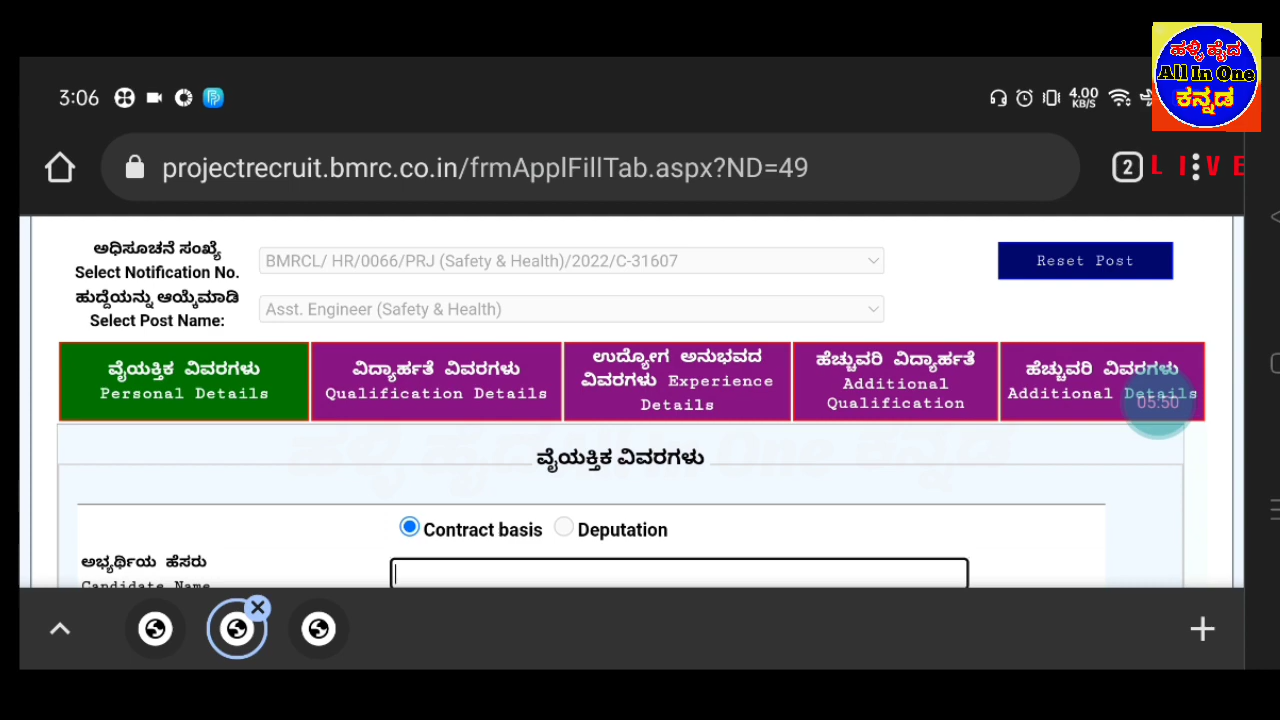 ಹಳ್ಳಿ ಹೈದ
All In One
ಕನ್ನಡ
3:06
4.00
KB/S
projectrecruit.bmrc.co.in/frmApplFillTab.aspx?ND=49
2
LIVE
ಅಧಿಸೂಚನೆ ಸಂಖ್ಯೆ
Select Notification No.
BMRCL/ HR/0066/PRJ (Safety & Health)/2022/C-31607
Reset Post
ಹುದ್ದೆಯನ್ನು ಆಯ್ಕೆಮಾಡಿ
Select Post Name:
Asst. Engineer (Safety & Health)
ವೈಯಕ್ತಿಕ ವಿವರಗಳು
Personal Details
ವಿದ್ಯಾರ್ಹತೆ ವಿವರಗಳು
Qualification Details
ಉದ್ಯೋಗ ಅನುಭವದ
ವಿವರಗಳು Experience
Details
ಹೆಚ್ಚುವರಿ ವಿದ್ಯಾರ್ಹತೆ
Additional
Qualification
ಹೆಚ್ಚುವರಿ ವಿವರಗಳು
Additional Details
05:50
ವೈಯಕ್ತಿಕ ವಿವರಗಳು
Contract basis
Deputation
ಅಭ್ಯರ್ಥಿಯ ಹೆಸರು
Candidate Name